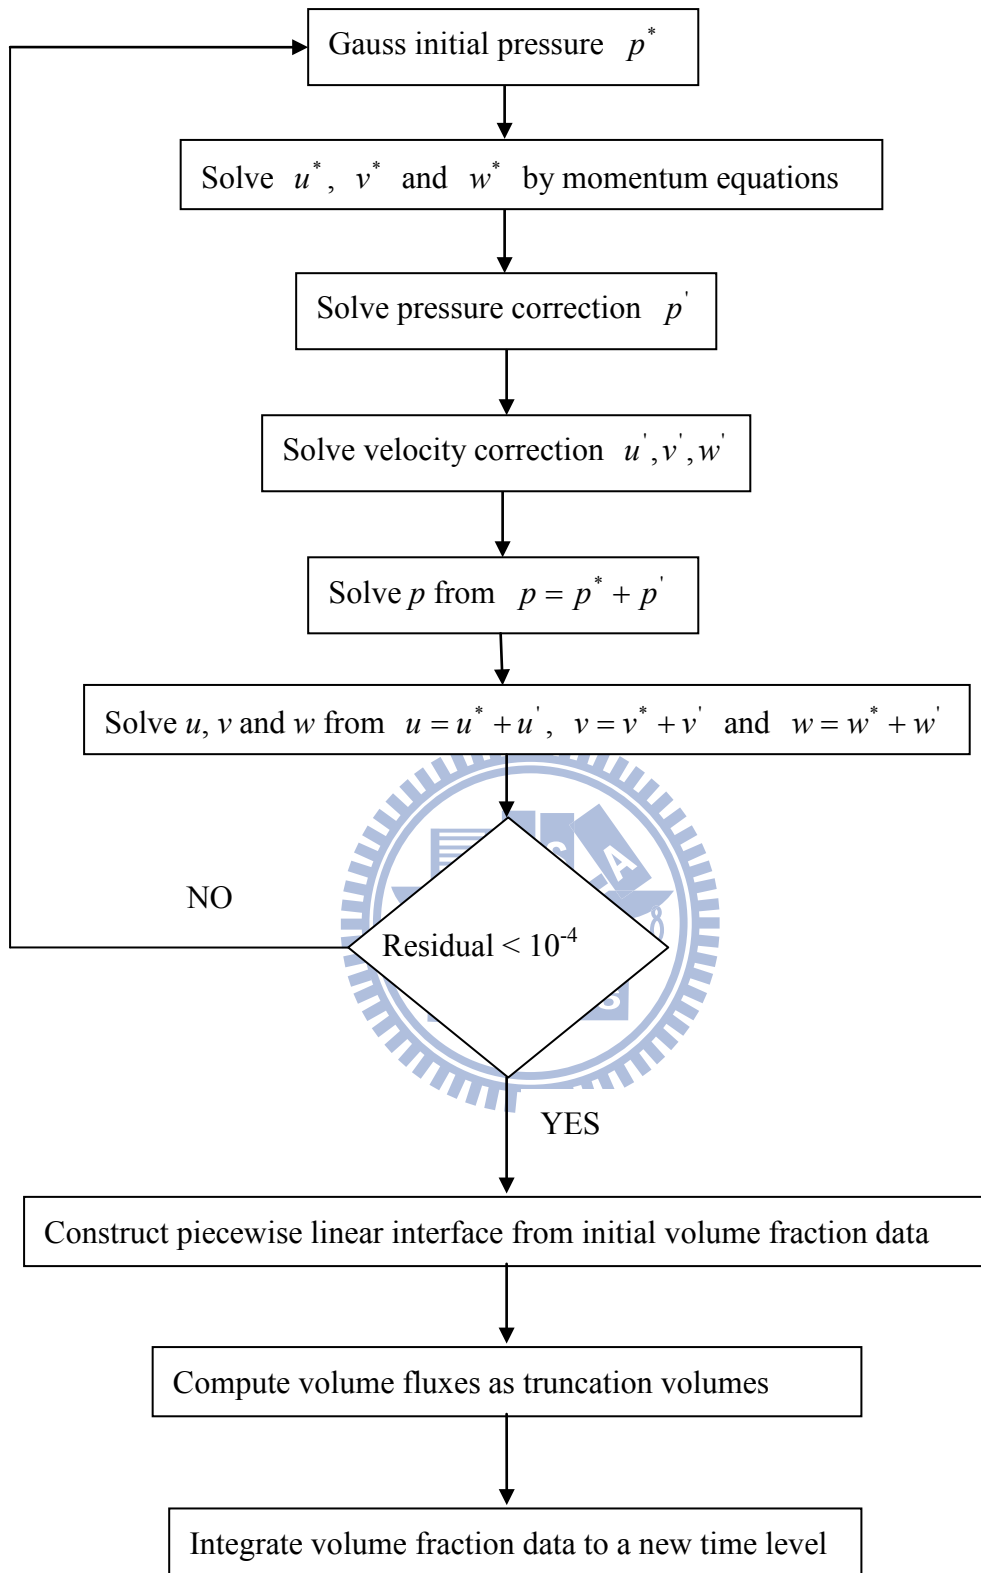 Gauss initial pressure p*
Solve u*, v* and w* by momentum equations
Solve pressure correction p'
Solve velocity correction u', v', w'
Solve p from p = p* + p'
Solve u, v and w from u = u* + u', v = v* + v' and w = w* + w'
NO
Residual < 10^-4
YES
Construct piecewise linear interface from initial volume fraction data
Compute volume fluxes as truncation volumes
Integrate volume fraction data to a new time level